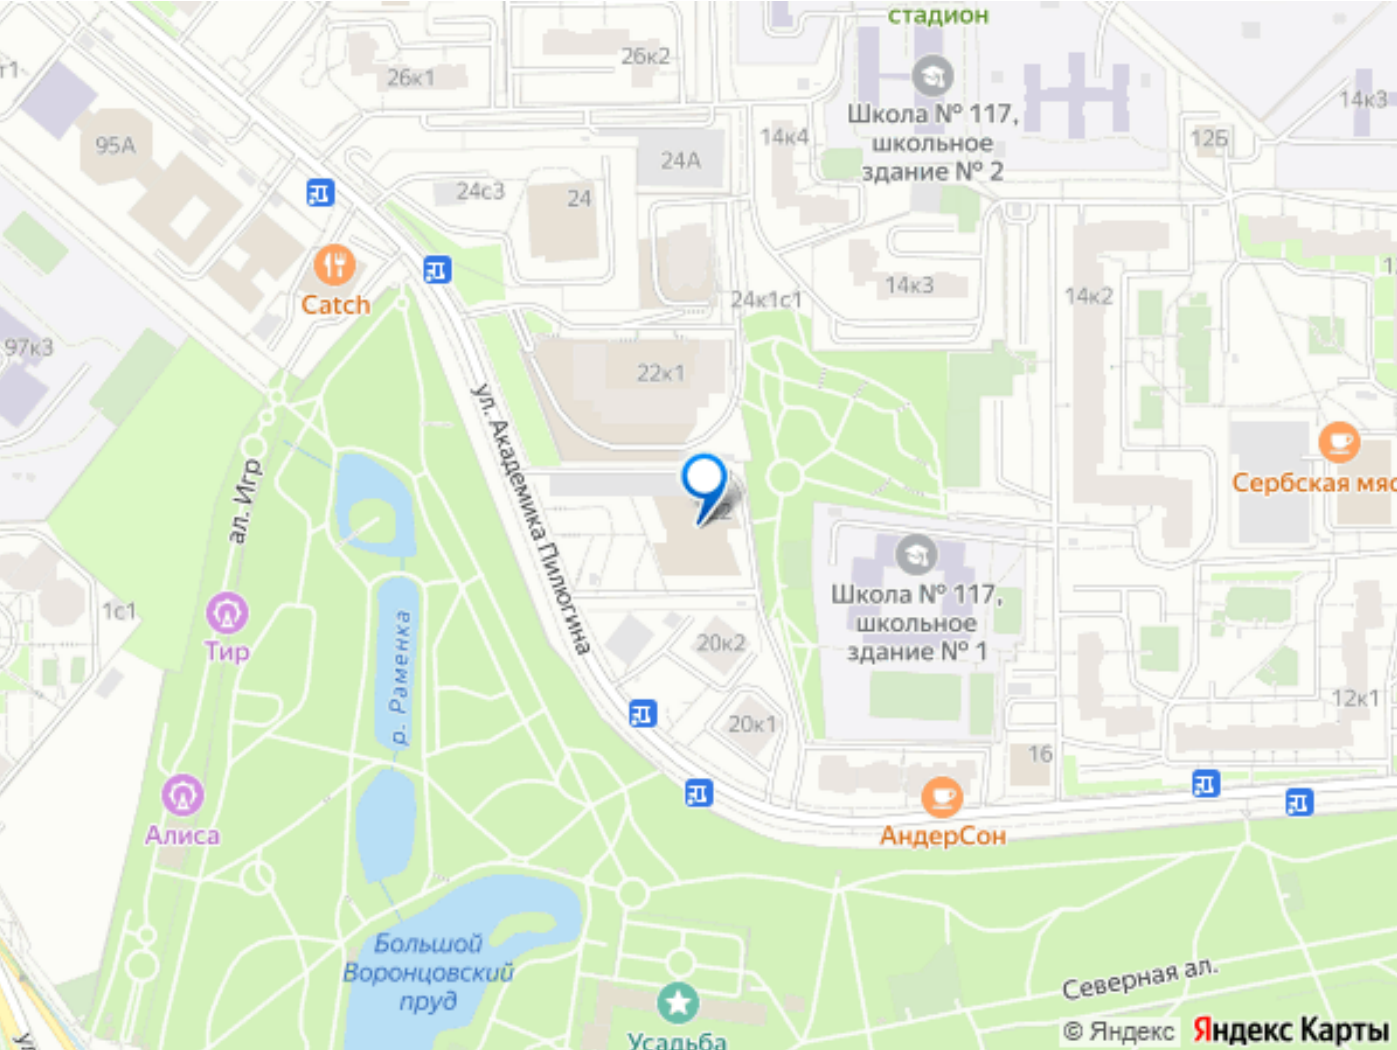 стадион
26к2
26к1
14к3
Школа № 117,
школьное
здание № 2
14к4
12Б
95А
24А
24с3
24
Catch
24к1с1
14к3
14к2
97к3
22к1
ул. Академика Пилюгина
ал. Игр
Сербская мяс
Школа № 117,
школьное
здание № 1
1с1
Тир
р. Раменка
20к2
12к1
20к1
16
Алиса
АндерСон
Большой
Воронцовский
пруд
Северная ал.
Усадьба
© Яндекс Яндекс Карты